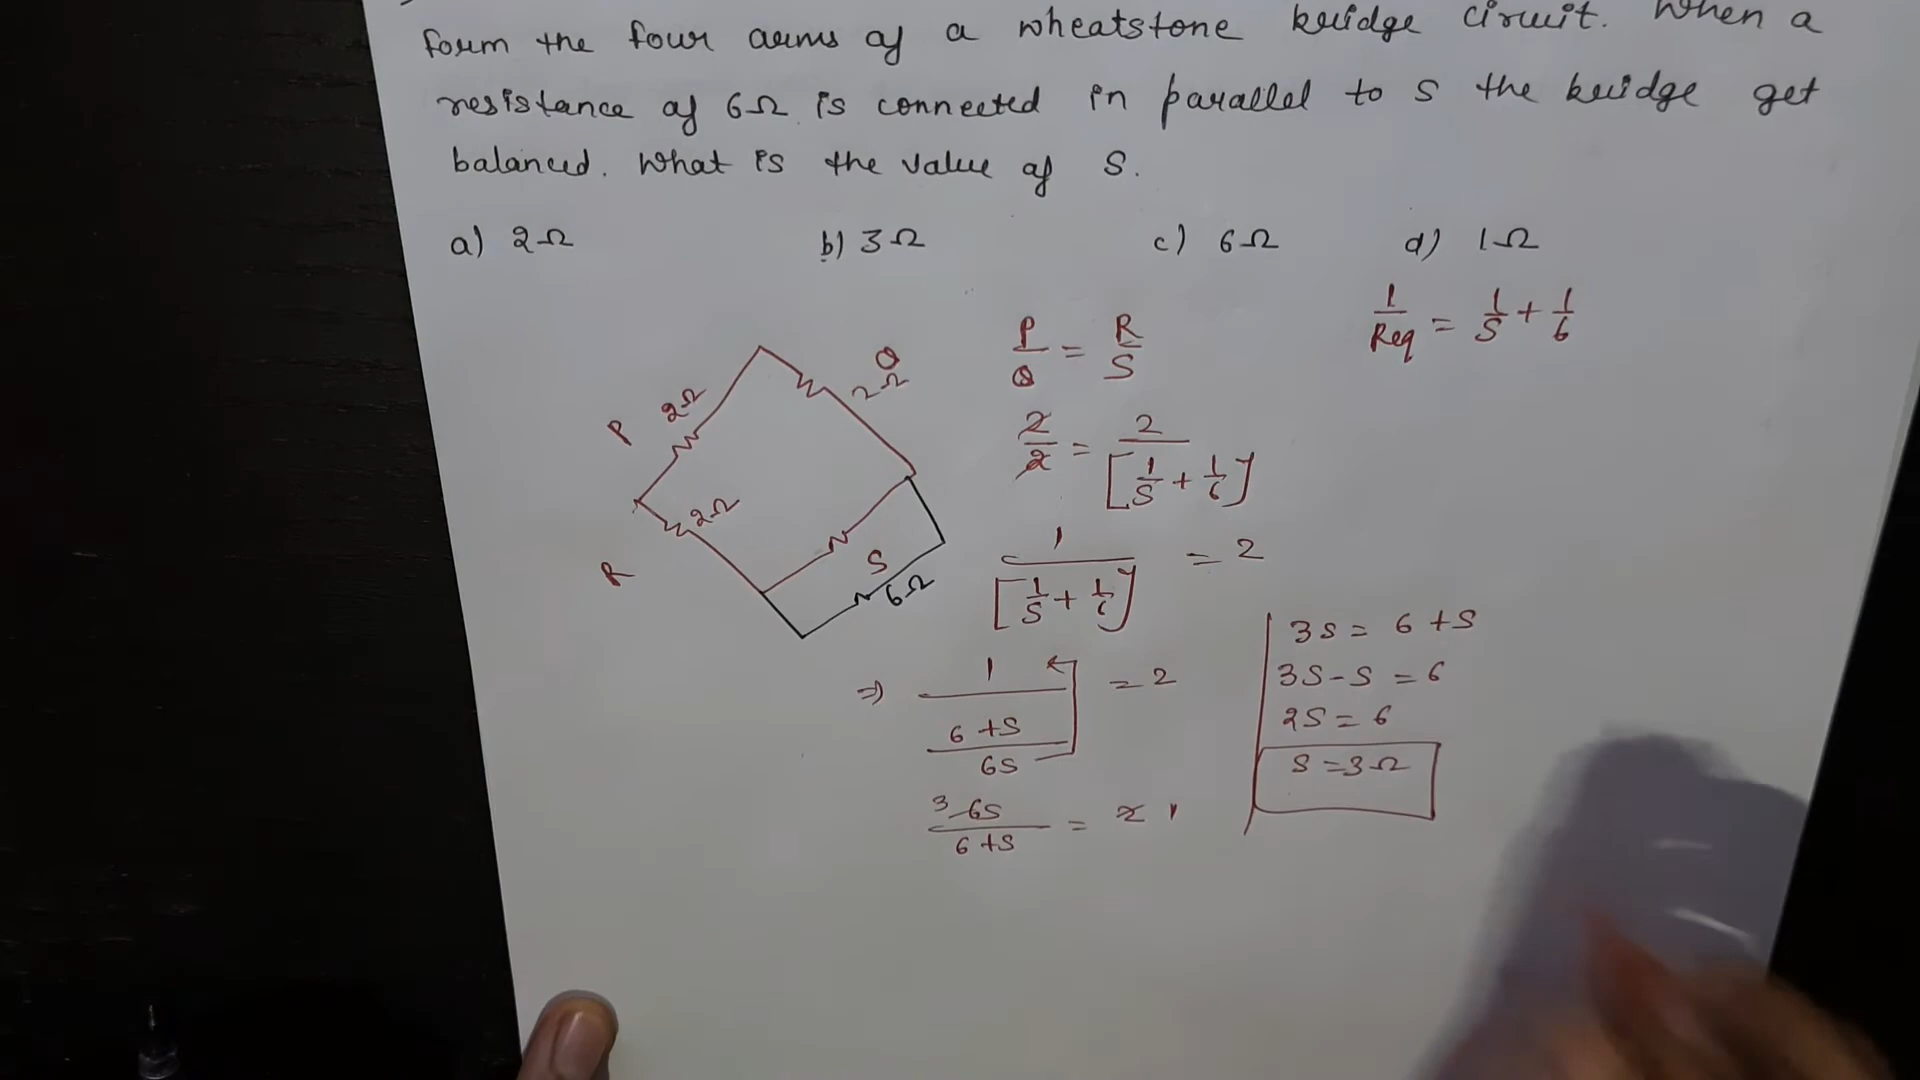 form the four arms of a wheatstone bridge circuit. When a
resistance of 6Ω is connected in parallel to S the bridge get
balanced. What is the value of S.
a) 2Ω b) 3Ω c) 6Ω d) 1Ω
1/Req = 1/S + 1/6
P/Q = R/S
P 2Ω
Q 2Ω
2/2 = 2/[1/S + 1/6]
R 2Ω
S
6Ω
1/[1/S + 1/6] = 2
⇒ 1/(6+S/6S) = 2
3 6S/6+S = 2 1
3S = 6 + S
3S - S = 6
2S = 6
S = 3Ω